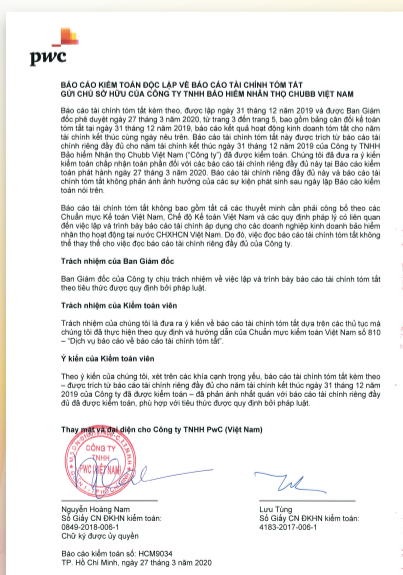 pwc
BÁO CÁO KIỂM TOÁN ĐỘC LẬP VỀ BÁO CÁO TÀI CHÍNH TÓM TẮT
GỬI CHỦ SỞ HỮU CỦA CÔNG TY TNHH BẢO HIỂM NHÂN THỌ CHUBB VIỆT NAM
Báo cáo tài chính tóm tắt kèm theo, được lập ngày 31 tháng 12 năm 2019 và được Ban Giám
đốc phê duyệt ngày 27 tháng 3 năm 2020, từ trang 3 đến trang 5, bao gồm bảng cân đối kế toán
tóm tắt tại ngày 31 tháng 12 năm 2019, báo cáo kết quả hoạt động kinh doanh tóm tắt cho năm
tài chính kết thúc cùng ngày nêu trên. Báo cáo tài chính tóm tắt này được trích từ báo cáo tài
chính riêng đầy đủ cho năm tài chính kết thúc ngày 31 tháng 12 năm 2019 của Công ty TNHH
Bảo hiểm Nhân thọ Chubb Việt Nam ("Công ty") đã được kiểm toán. Chúng tôi đã đưa ra ý kiến
kiểm toán chấp nhận toàn phần đối với các báo cáo tài chính riêng đầy đủ này tại Báo cáo kiểm
toán phát hành ngày 27 tháng 3 năm 2020. Báo cáo tài chính riêng đầy đủ này và báo cáo tài
chính tóm tắt không phản ánh ảnh hưởng của các sự kiện phát sinh sau ngày lập Báo cáo kiểm
toán nói trên.
Báo cáo tài chính tóm tắt không bao gồm tất cả các thuyết minh cần phải công bố theo các
Chuẩn mực Kế toán Việt Nam, Chế độ Kế toán Việt Nam và các quy định pháp lý có liên quan
đến việc lập và trình bày báo cáo tài chính áp dụng cho các doanh nghiệp kinh doanh bảo hiểm
nhân thọ hoạt động tại nước CHXHCN Việt Nam. Do đó, việc đọc báo cáo tài chính tóm tắt không
thể thay thế cho việc đọc báo cáo tài chính riêng đầy đủ của Công ty.
Trách nhiệm của Ban Giám đốc
Ban Giám đốc của Công ty chịu trách nhiệm về việc lập và trình bày báo cáo tài chính tóm tắt
theo tiêu thức được quy định bởi pháp luật.
Trách nhiệm của Kiểm toán viên
Trách nhiệm của chúng tôi là đưa ra ý kiến về báo cáo tài chính tóm tắt dựa trên các thủ tục mà
chúng tôi đã thực hiện theo quy định và hướng dẫn của Chuẩn mực kiểm toán Việt Nam số 810
– "Dịch vụ báo cáo về báo cáo tài chính tóm tắt".
Ý kiến của Kiểm toán viên
Theo ý kiến của chúng tôi, xét trên các khía cạnh trọng yếu, báo cáo tài chính tóm tắt kèm theo
– được trích từ báo cáo tài chính riêng đầy đủ cho năm tài chính kết thúc ngày 31 tháng 12 năm
2019 của Công ty đã được kiểm toán – đã phản ánh nhất quán với báo cáo tài chính riêng đầy
đủ đã được kiểm toán, phù hợp với tiêu thức được quy định bởi pháp luật.
Thay mặt và đại diện cho Công ty TNHH PwC (Việt Nam)
CÔNG TY
TNHH
PWC (VIỆT NAM)
Nguyễn Hoàng Nam
Số Giấy CN ĐKHN kiểm toán:
0849-2018-006-1
Chữ ký được ủy quyền
Lưu Tùng
Số Giấy CN ĐKHN kiểm toán:
4183-2017-006-1
Báo cáo kiểm toán số: HCM9034
TP. Hồ Chí Minh, ngày 27 tháng 3 năm 2020